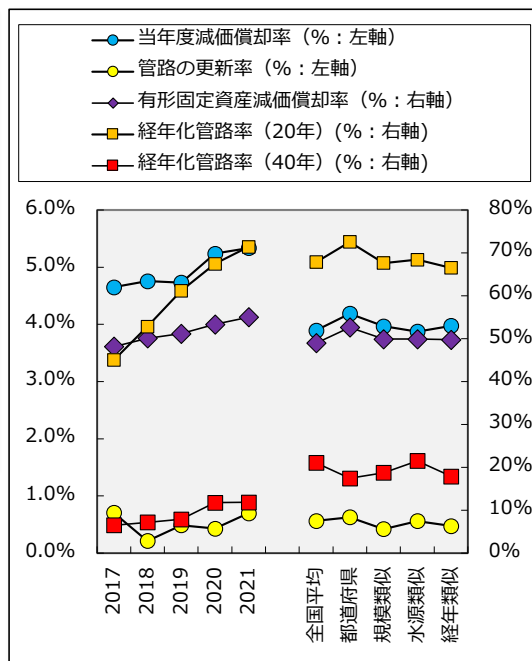 当年度減価償却率（%：左軸）
管路の更新率（%：左軸）
有形固定資産減価償却率（%：右軸）
経年化管路率（20年）(%：右軸)
経年化管路率（40年）(%：右軸)
6.0%
5.0%
4.0%
3.0%
2.0%
1.0%
0.0%
80%
70%
60%
50%
40%
30%
20%
10%
0%
2017
2018
2019
2020
2021
全国平均
都道府県
規模類似
水源類似
経年類似